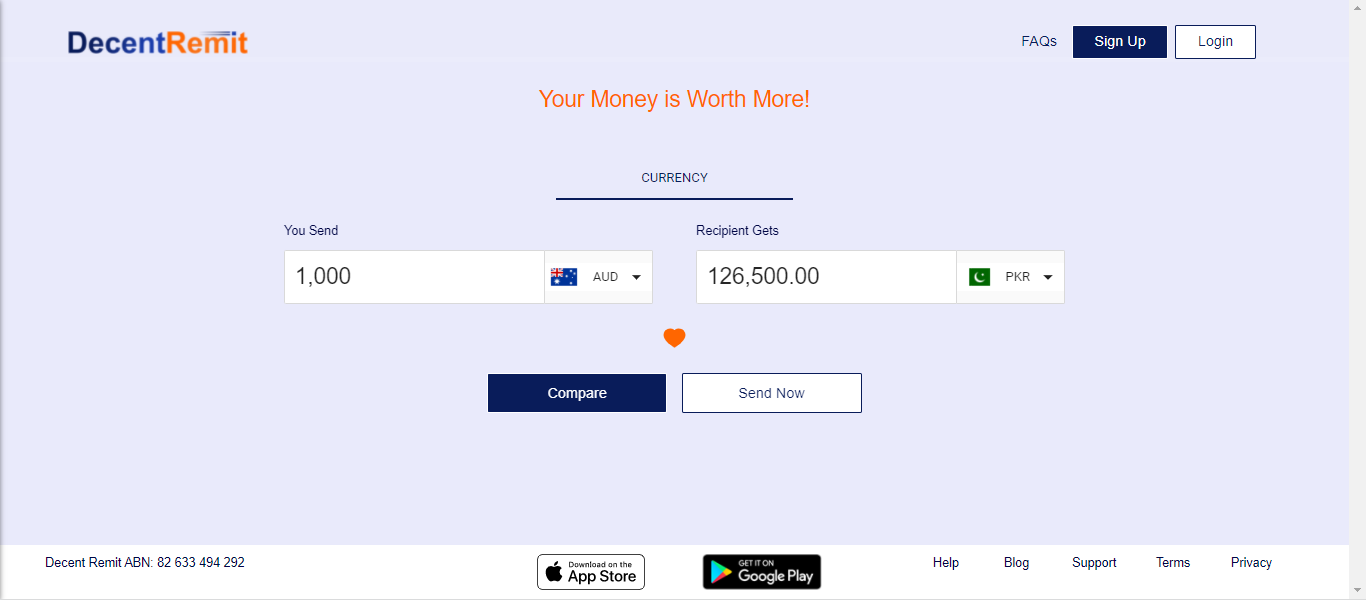 DecentRemit
FAQs
Sign Up
Login
Your Money is Worth More!
CURRENCY
You Send
Recipient Gets
1,000
AUD
126,500.00
PKR
Compare
Send Now
Decent Remit ABN: 82 633 494 292
Download on the
App Store
GET IT ON
Google Play
Help
Blog
Support
Terms
Privacy